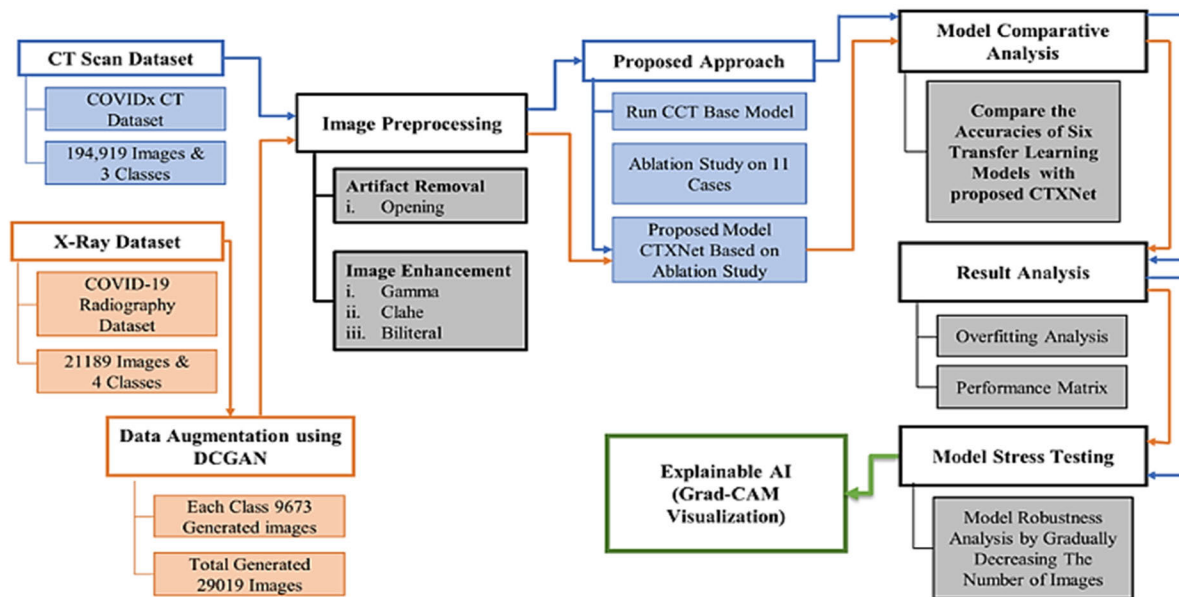 CT Scan Dataset
COVIDx CT
Dataset
194,919 Images &
3 Classes
X-Ray Dataset
COVID-19
Radiography
Dataset
21189 Images &
4 Classes
Data Augmentation using
DCGAN
Each Class 9673
Generated images
Total Generated
29019 Images
Image Preprocessing
Artifact Removal
i. Opening
Image Enhancement
i. Gamma
ii. Clahe
iii. Biliteral
Proposed Approach
Run CCT Base Model
Ablation Study on 11
Cases
Proposed Model
CTXNet Based on
Ablation Study
Model Comparative
Analysis
Compare the
Accuracies of Six
Transfer Learning
Models with
proposed CTXNet
Result Analysis
Overfitting Analysis
Performance Matrix
Model Stress Testing
Model Robustness
Analysis by Gradually
Decreasing The
Number of Images
Explainable AI
(Grad-CAM
Visualization)